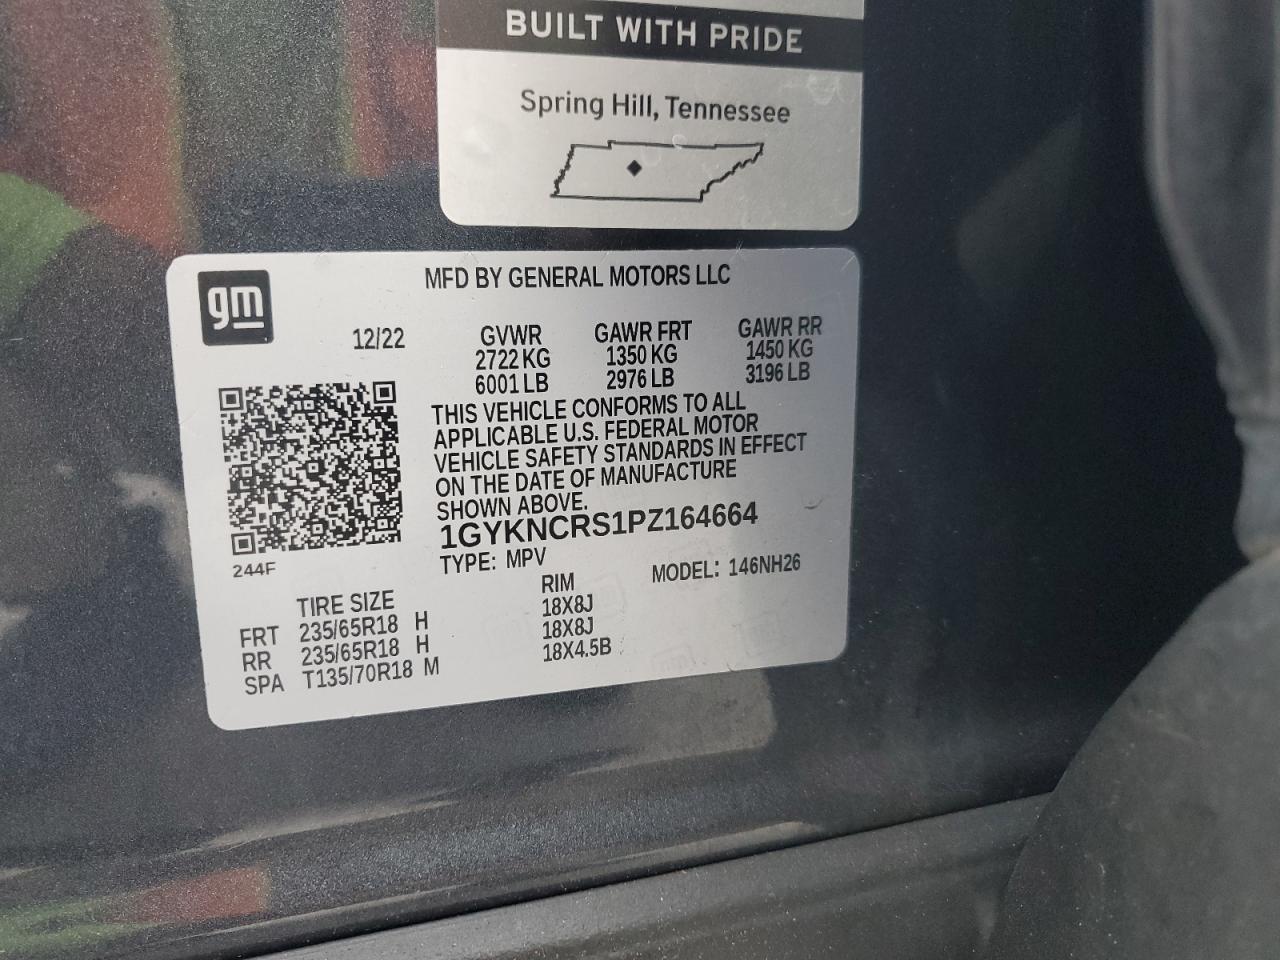 BUILT WITH PRIDE
Spring Hill, Tennessee
gm
MFD BY GENERAL MOTORS LLC
12/22 GVWR GAWR FRT GAWR RR
2722 KG 1350 KG 1450 KG
6001 LB 2976 LB 3196 LB
THIS VEHICLE CONFORMS TO ALL
APPLICABLE U.S. FEDERAL MOTOR
VEHICLE SAFETY STANDARDS IN EFFECT
ON THE DATE OF MANUFACTURE
SHOWN ABOVE.
1GYKNCRS1PZ164664
244F
TYPE: MPV MODEL: 146NH26
TIRE SIZE RIM
FRT 235/65R18 H 18X8J
RR 235/65R18 H 18X8J
SPA T135/70R18 M 18X4.5B